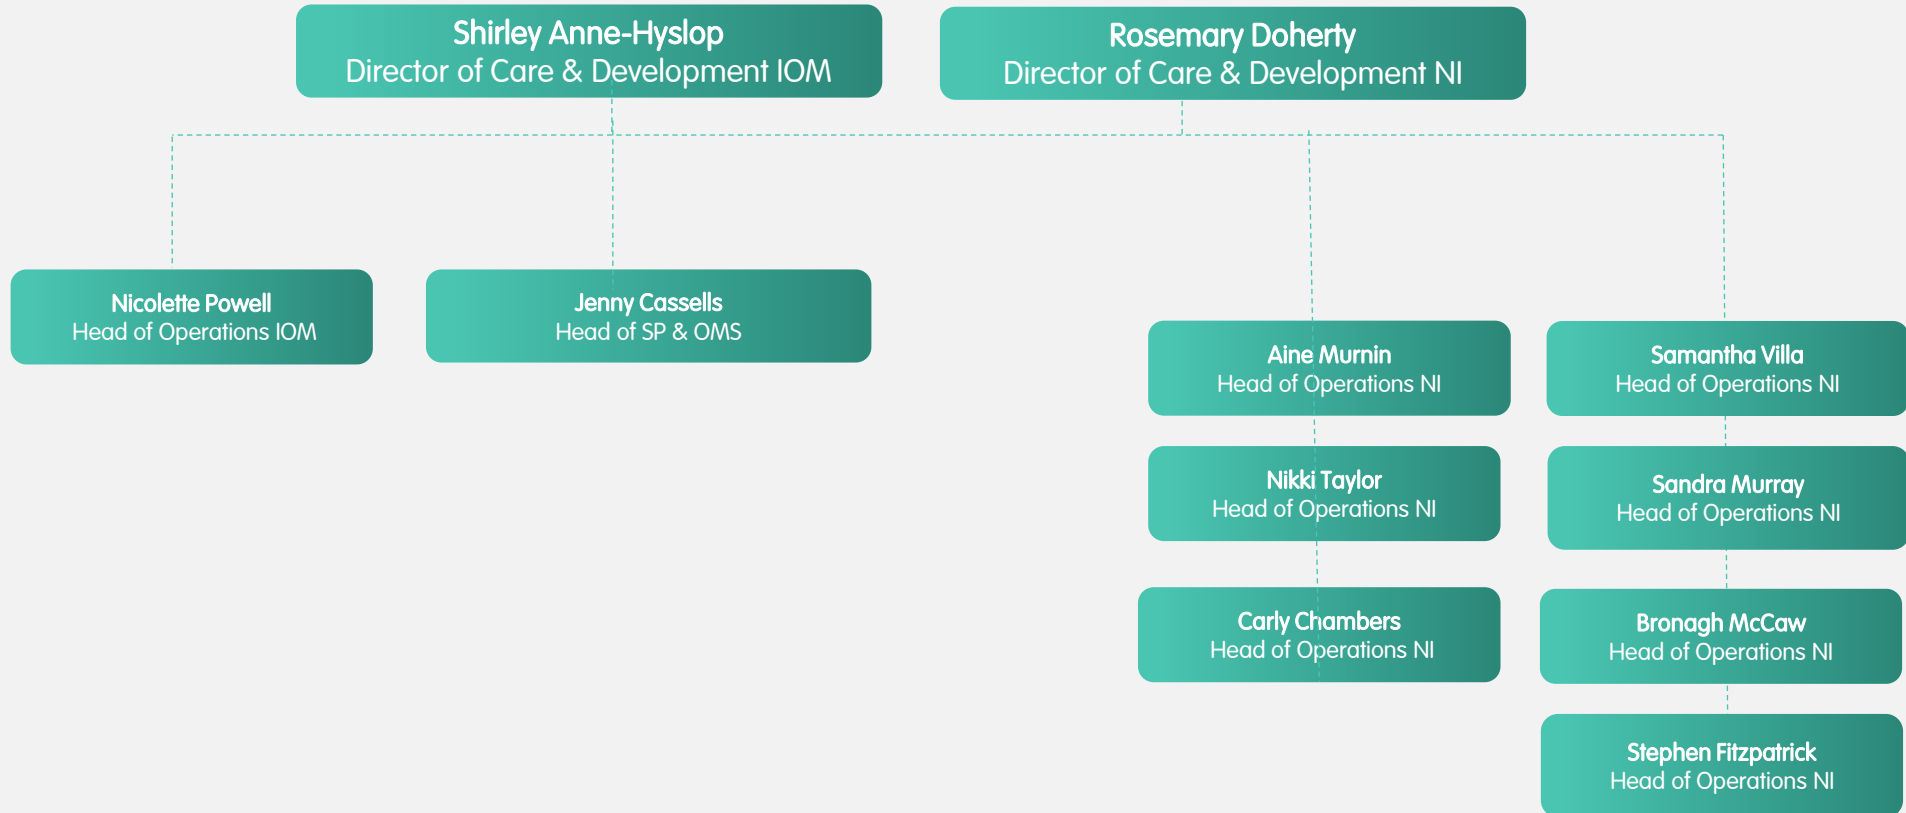 Shirley Anne-Hyslop
Director of Care & Development IOM
Rosemary Doherty
Director of Care & Development NI
Nicolette Powell
Head of Operations IOM
Jenny Cassells
Head of SP & OMS
Aine Murnin
Head of Operations NI
Samantha Villa
Head of Operations NI
Nikki Taylor
Head of Operations NI
Sandra Murray
Head of Operations NI
Carly Chambers
Head of Operations NI
Bronagh McCaw
Head of Operations NI
Stephen Fitzpatrick
Head of Operations NI